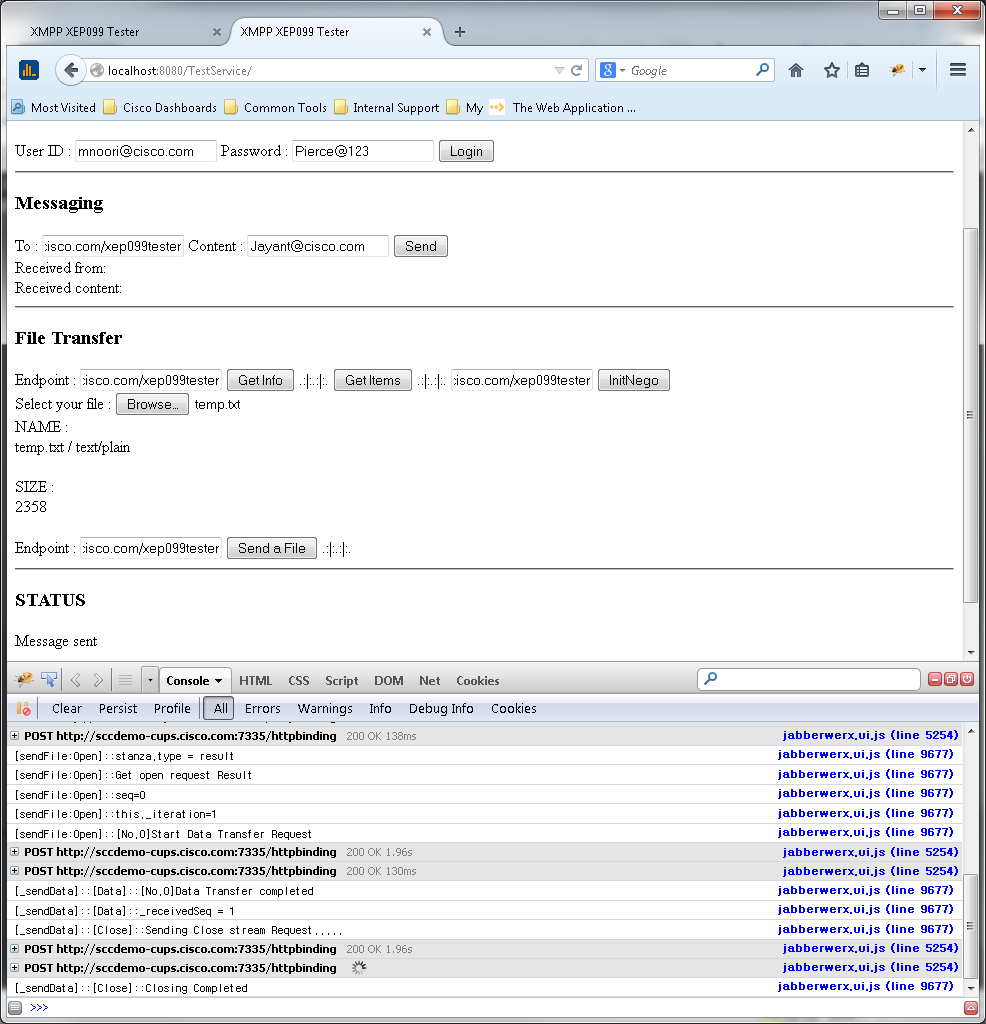 XMPP XEP099 Tester
XMPP XEP099 Tester
localhost:8080/TestService/
Google
Most Visited Cisco Dashboards Common Tools Internal Support My The Web Application ...
User ID : mnoori@cisco.com Password : Pierce@123 Login
Messaging
To : cisco.com/xep099tester Content : Jayant@cisco.com Send
Received from:
Received content:
File Transfer
Endpoint : cisco.com/xep099tester Get Info .:|:.:|:. Get Items .:|:.:|:. cisco.com/xep099tester InitNego
Select your file : Browse... temp.txt
NAME :
temp.txt / text/plain
SIZE :
2358
Endpoint : cisco.com/xep099tester Send a File .:|:.:|:.
STATUS
Message sent
Console HTML CSS Script DOM Net Cookies
Clear Persist Profile All Errors Warnings Info Debug Info Cookies
POST http://sccdemo-cups.cisco.com:7335/httpbinding 200 OK 138ms jabberwerx.ui.js (line 5254)
[sendFile:Open]::stanza.type = result jabberwerx.ui.js (line 9677)
[sendFile:Open]::Get open request Result jabberwerx.ui.js (line 9677)
[sendFile:Open]::seq=0 jabberwerx.ui.js (line 9677)
[sendFile:Open]::this._iteration=1 jabberwerx.ui.js (line 9677)
[sendFile:Open]::[No.0]Start Data Transfer Request jabberwerx.ui.js (line 9677)
POST http://sccdemo-cups.cisco.com:7335/httpbinding 200 OK 1.96s jabberwerx.ui.js (line 5254)
POST http://sccdemo-cups.cisco.com:7335/httpbinding 200 OK 130ms jabberwerx.ui.js (line 5254)
[_sendData]::[Data]::[No.0]Data Transfer completed jabberwerx.ui.js (line 9677)
[_sendData]::[Data]::_receivedSeq = 1 jabberwerx.ui.js (line 9677)
[_sendData]::[Close]::Sending Close stream Request..... jabberwerx.ui.js (line 9677)
POST http://sccdemo-cups.cisco.com:7335/httpbinding 200 OK 1.96s jabberwerx.ui.js (line 5254)
POST http://sccdemo-cups.cisco.com:7335/httpbinding jabberwerx.ui.js (line 5254)
[_sendData]::[Close]::Closing Completed jabberwerx.ui.js (line 9677)
>>>